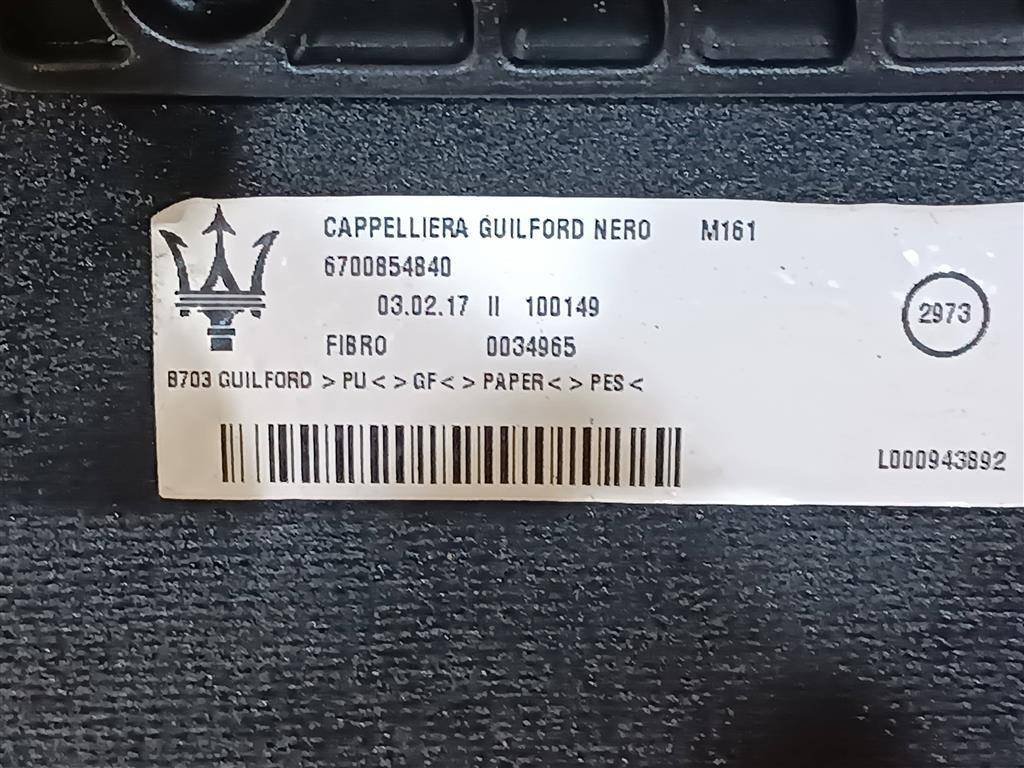 CAPPELLIERA GUILFORD NERO M161
6700854840
03.02.17 II 100149
2973
FIBRO 0034965
B703 GUILFORD >PU< >GF< >PAPER< >PES<
L000943892